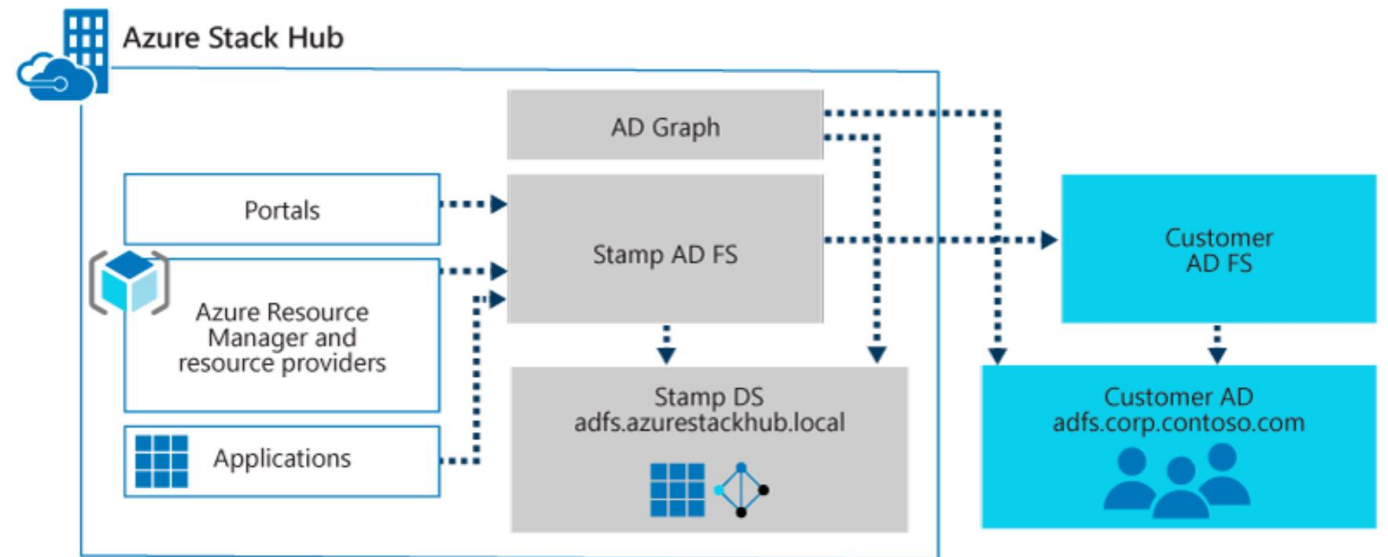 Azure Stack Hub
AD Graph
Portals
Stamp AD FS
Customer
AD FS
Azure Resource
Manager and
resource providers
Stamp DS
adfs.azurestackhub.local
Customer AD
adfs.corp.contoso.com
Applications